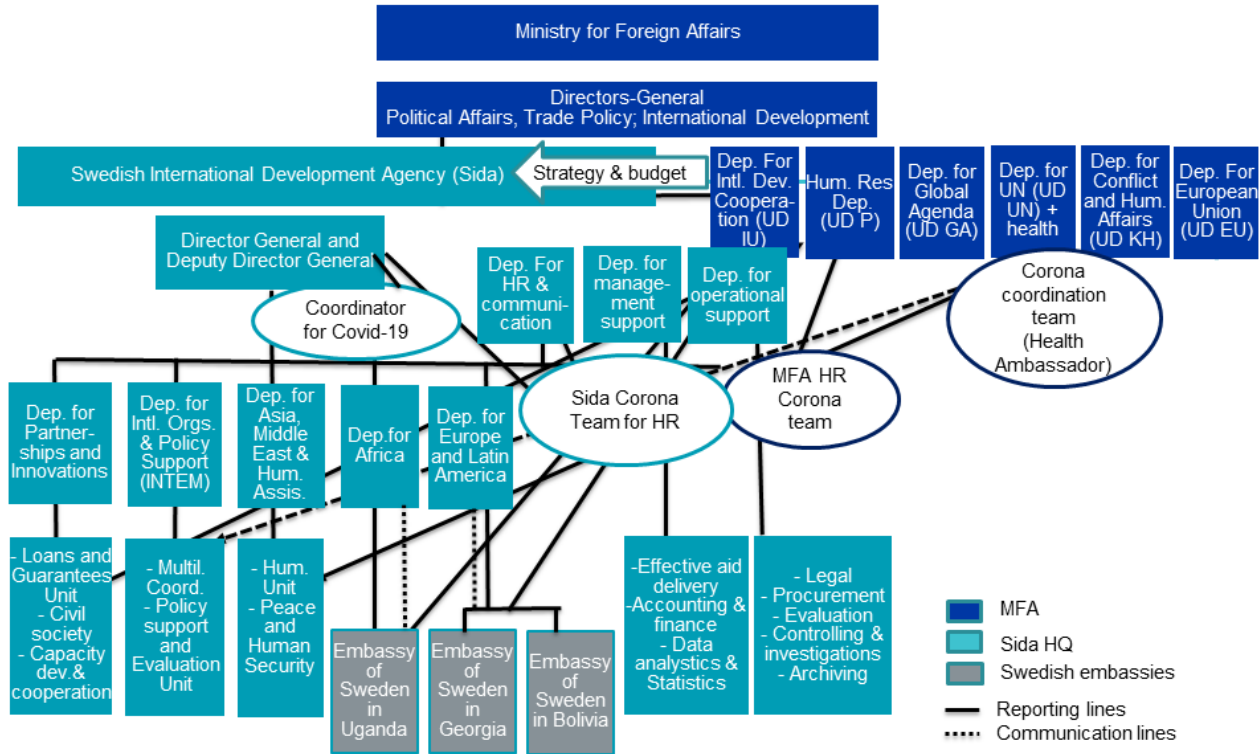 Ministry for Foreign Affairs
Directors-General
Political Affairs, Trade Policy; International Development
Swedish International Development Agency (Sida)
Strategy & budget
Dep. For
Intl. Dev.
Coopera-
tion (UD
IU)
Hum. Res
Dep.
(UD P)
Dep. for
Global
Agenda
(UD GA)
Dep. for
UN (UD
UN) +
health
Dep. for
Conflict
and Hum.
Affairs
(UD KH)
Dep. For
European
Union
(UD EU)
Director General and
Deputy Director General
Coordinator
for Covid-19
Dep. For
HR &
communi-
cation
Dep. for
manage-
ment
support
Dep. for
operational
support
Corona
coordination
team
(Health
Ambassador)
Sida Corona
Team for HR
MFA HR
Corona
team
Dep. for
Partner-
ships and
Innovations
Dep. for
Intl. Orgs.
& Policy
Support
(INTEM)
Dep. for
Asia,
Middle
East &
Hum.
Assis.
Dep.for
Africa
Dep. for
Europe
and Latin
America
- Loans and
Guarantees
Unit
- Civil
society
- Capacity
dev.&
cooperation
- Multil.
Coord.
- Policy
support
and
Evaluation
Unit
- Hum.
Unit
- Peace
and
Human
Security
Embassy
of
Sweden
in
Uganda
Embassy
of
Sweden
in
Georgia
Embassy
of
Sweden
in Bolivia
-Effective aid
delivery
-Accounting &
finance
- Data
analystics &
Statistics
- Legal
- Procurement
- Evaluation
- Controlling &
investigations
- Archiving
MFA
Sida HQ
Swedish embassies
Reporting lines
Communication lines